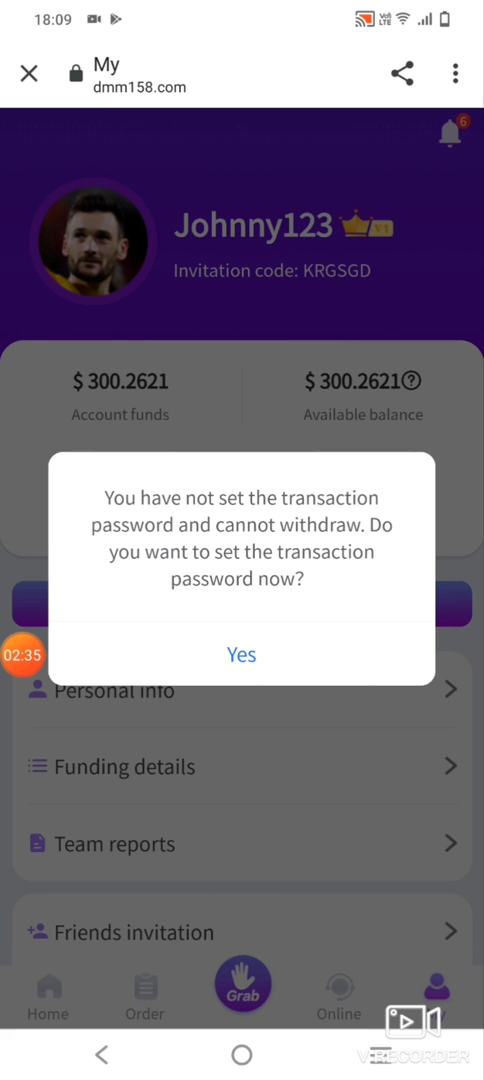 18:09
Vo)
LTE
My
dmm158.com
6
Johnny123
V1
Invitation code: KRGSGD
$ 300.2621
$ 300.2621
Account funds
Available balance
You have not set the transaction
password and cannot withdraw. Do
you want to set the transaction
password now?
Yes
02:35
Personal info
Funding details
Team reports
Friends invitation
Grab
Home
Order
Online
V RECORDER